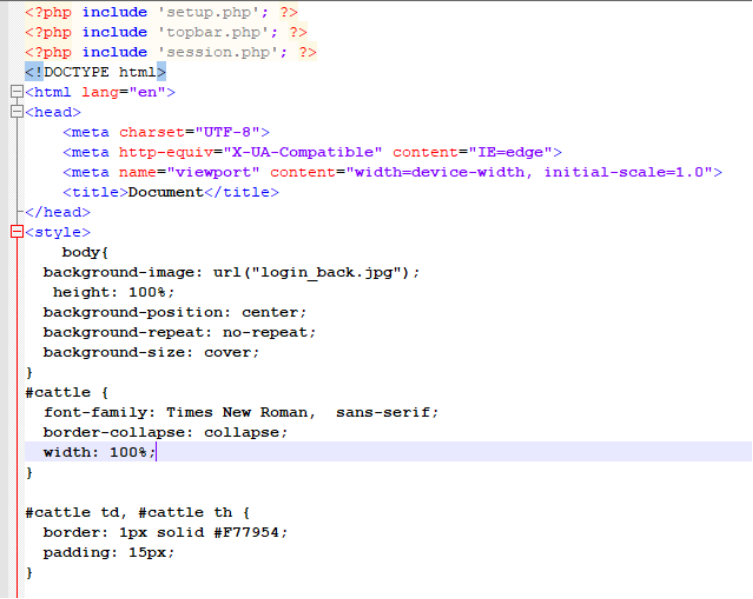 <?php include 'setup.php'; ?>
<?php include 'topbar.php'; ?>
<?php include 'session.php'; ?>
<!DOCTYPE html>
<html lang="en">
<head>
    <meta charset="UTF-8">
    <meta http-equiv="X-UA-Compatible" content="IE=edge">
    <meta name="viewport" content="width=device-width, initial-scale=1.0">
    <title>Document</title>
</head>
<style>
    body{
  background-image: url("login_back.jpg");
   height: 100%;
  background-position: center;
  background-repeat: no-repeat;
  background-size: cover;
}
#cattle {
  font-family: Times New Roman,  sans-serif;
  border-collapse: collapse;
  width: 100%;
}

#cattle td, #cattle th {
  border: 1px solid #F77954;
  padding: 15px;
}